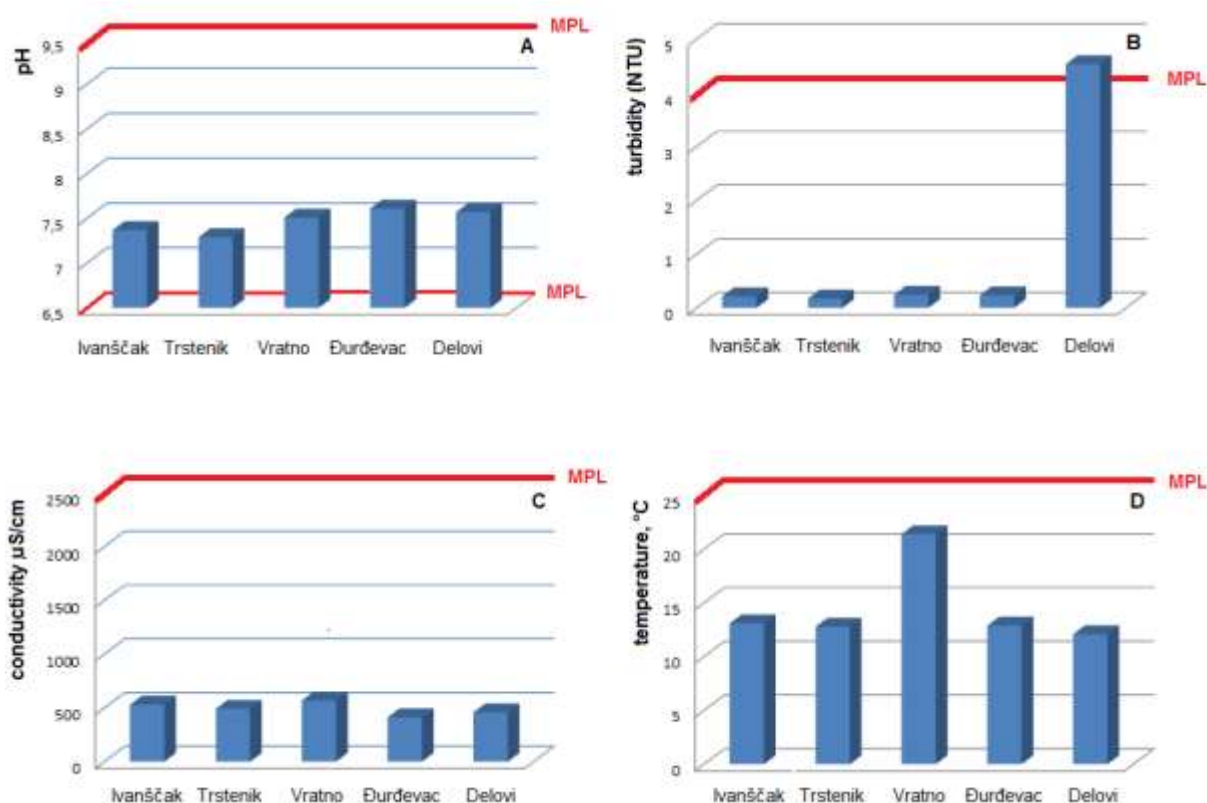 MPL
A
pH
9,5
9
8,5
8
7,5
7
6,5
MPL
Ivanščak Trstenik Vratno Đurđevac Delovi
B
turbidity (NTU)
5
4
3
2
1
0
MPL
Ivanščak Trstenik Vratno Đurđevac Delovi
MPL
C
conductivity µS/cm
2500
2000
1500
1000
500
0
Ivanščak Trstenik Vratno Đurđevac Delovi
MPL
D
temperature, °C
25
20
15
10
5
0
Ivanščak Trstenik Vratno Đurđevac Delovi